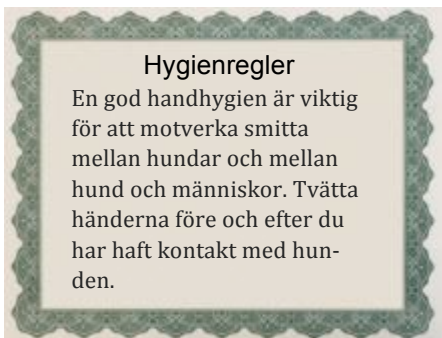 Hygienregler
En god handhygien är viktig
för att motverka smitta
mellan hundar och mellan
hund och människor. Tvätta
händerna före och efter du
har haft kontakt med hun-
den.